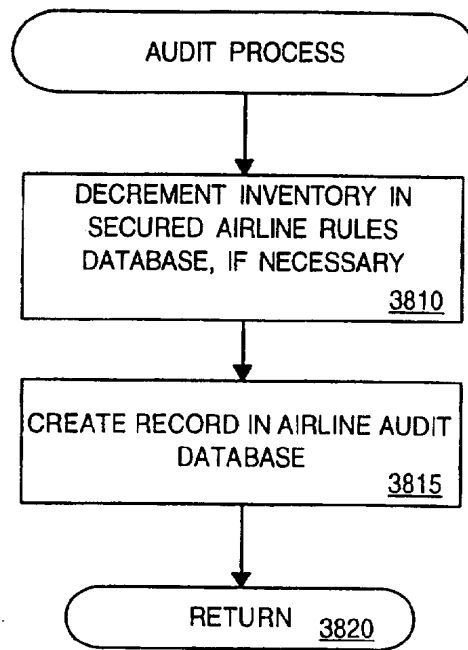 AUDIT PROCESS
DECREMENT INVENTORY IN
SECURED AIRLINE RULES
DATABASE, IF NECESSARY
3810
CREATE RECORD IN AIRLINE AUDIT
DATABASE
3815
RETURN 3820